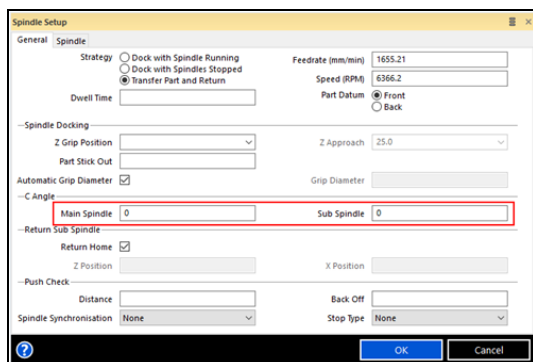 Spindle Setup
General Spindle
Strategy Dock with Spindle Running Feedrate (mm/min) 1655.21
Dock with Spindles Stopped Speed (RPM) 6366.2
Transfer Part and Return Part Datum Front
Dwell Time Back
Spindle Docking
Z Grip Position Z Approach 25.0
Part Stick Out
Automatic Grip Diameter Grip Diameter
C Angle
Main Spindle 0 Sub Spindle 0
Return Sub Spindle
Return Home
Z Position X Position
Push Check
Distance Back Off
Spindle Synchronisation None Stop Type None
? OK Cancel